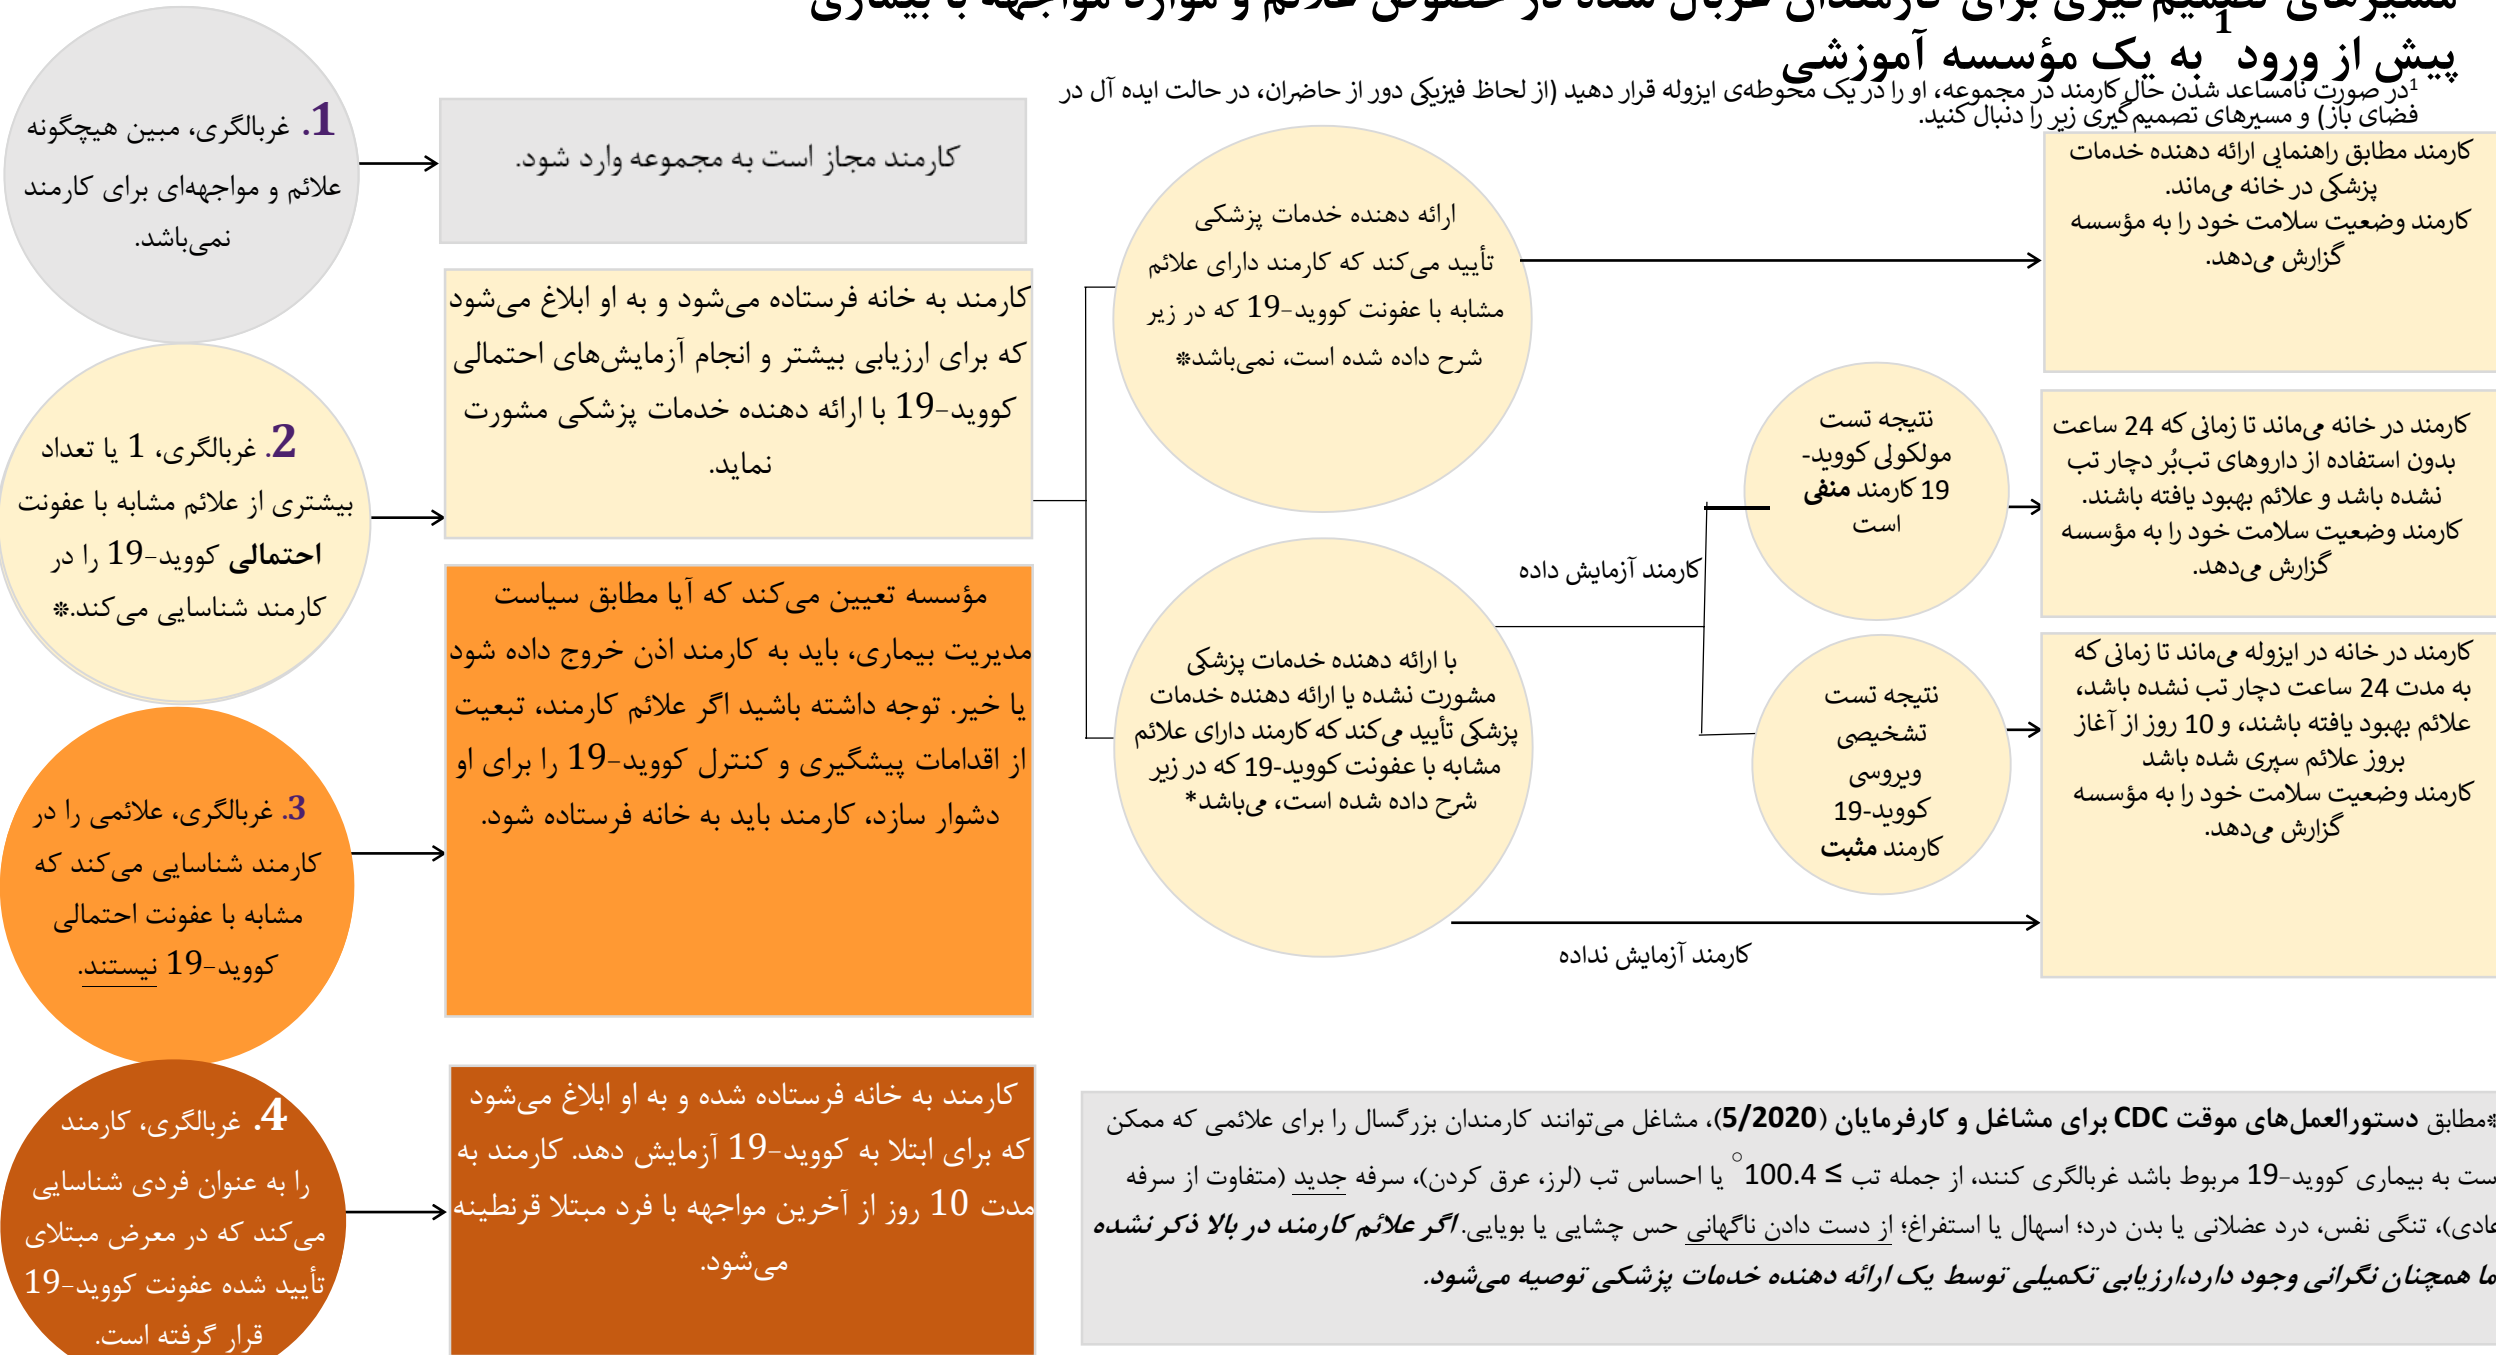 مسیرهای تصمیم‌گیری برای کارمندان غربال شده در خصوص علائم و موارد مواجهه با بیماری
پیش از ورود1 به یک مؤسسه آموزشی
1در صورت نامساعد شدن حال کارمند در مجموعه، او را در یک محوطه‌ی ایزوله قرار دهید (از لحاظ فیزیکی دور از حاضران، در حالت ایده آل در
فضای باز) و مسیرهای تصمیم‌گیری زیر را دنبال کنید.
1. غربالگری، مبین هیچگونه
علائم و مواجهه‌ای برای کارمند
نمی‌باشد.
کارمند مجاز است به مجموعه وارد شود.
2. غربالگری، 1 یا تعداد
بیشتری از علائم مشابه با عفونت
احتمالی کووید-19 را در
کارمند شناسایی می‌کند.*
کارمند به خانه فرستاده می‌شود و به او ابلاغ می‌شود
که برای ارزیابی بیشتر و انجام آزمایش‌های احتمالی
کووید-19 با ارائه دهنده خدمات پزشکی مشورت
نماید.
ارائه دهنده خدمات پزشکی
تأیید می‌کند که کارمند دارای علائم
مشابه با عفونت کووید-19 که در زیر
شرح داده شده است، نمی‌باشد*
کارمند مطابق راهنمایی ارائه دهنده خدمات
پزشکی در خانه می‌ماند.
کارمند وضعیت سلامت خود را به مؤسسه
گزارش می‌دهد.
با ارائه دهنده خدمات پزشکی
مشورت نشده یا ارائه دهنده خدمات
پزشکی تأیید می‌کند که کارمند دارای علائم
مشابه با عفونت کووید-19 که در زیر
شرح داده شده است، می‌باشد*
کارمند آزمایش داده
نتیجه تست
مولکولی کووید-
19 کارمند منفی
است
کارمند در خانه می‌ماند تا زمانی که 24 ساعت
بدون استفاده از داروهای تب‌بُر دچار تب
نشده باشد و علائم بهبود یافته باشند.
کارمند وضعیت سلامت خود را به مؤسسه
گزارش می‌دهد.
نتیجه تست
تشخیصی
ویروسی
کووید-19
کارمند مثبت
کارمند در خانه در ایزوله می‌ماند تا زمانی که
به مدت 24 ساعت دچار تب نشده باشد،
علائم بهبود یافته باشند، و 10 روز از آغاز
بروز علائم سپری شده باشد
کارمند وضعیت سلامت خود را به مؤسسه
گزارش می‌دهد.
کارمند آزمایش نداده
3. غربالگری، علائمی را در
کارمند شناسایی می‌کند که
مشابه با عفونت احتمالی
کووید-19 نیستند.
مؤسسه تعیین می‌کند که آیا مطابق سیاست
مدیریت بیماری، باید به کارمند اذن خروج داده شود
یا خیر. توجه داشته باشید اگر علائم کارمند، تبعیت
از اقدامات پیشگیری و کنترل کووید-19 را برای او
دشوار سازد، کارمند باید به خانه فرستاده شود.
4. غربالگری، کارمند
را به عنوان فردی شناسایی
می‌کند که در معرض مبتلای
تأیید شده عفونت کووید-19
قرار گرفته است.
کارمند به خانه فرستاده شده و به او ابلاغ می‌شود
که برای ابتلا به کووید-19 آزمایش دهد. کارمند به
مدت 10 روز از آخرین مواجهه با فرد مبتلا قرنطینه
می‌شود.
*مطابق دستورالعمل‌های موقت CDC برای مشاغل و کارفرمایان (5/2020)، مشاغل می‌توانند کارمندان بزرگسال را برای علائمی که ممکن
ست به بیماری کووید-19 مربوط باشد غربالگری کنند، از جمله تب ≥ 100.4° یا احساس تب (لرز، عرق کردن)، سرفه جدید (متفاوت از سرفه
عادی)، تنگی نفس، درد عضلانی یا بدن درد؛ اسهال یا استفراغ؛ از دست دادن ناگهانی حس چشایی یا بویایی. اگر علائم کارمند در بالا ذکر نشده
ما همچنان نگرانی وجود دارد،ارزیابی تکمیلی توسط یک ارائه دهنده خدمات پزشکی توصیه می‌شود.